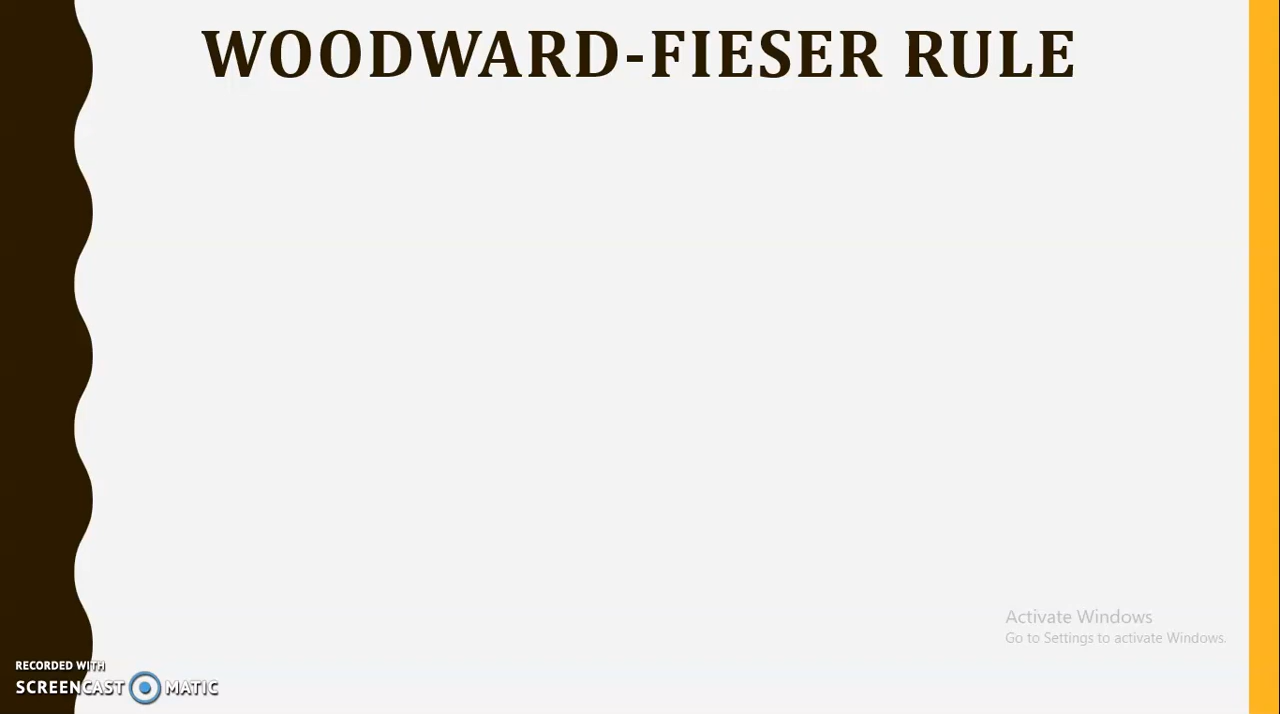 WOODWARD-FIESER RULE
Activate Windows
Go to Settings to activate Windows.
RECORDED WITH
SCREENCAST MATIC